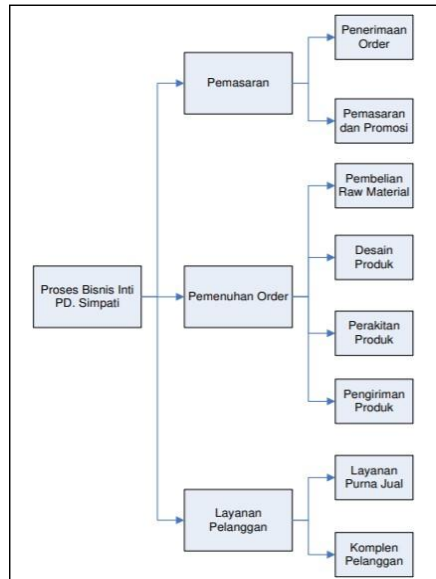 Penerimaan
Order
Pemasaran
Pemasaran
dan Promosi
Pembelian
Raw Material
Desain
Produk
Proses Bisnis Inti
PD. Simpati
Pemenuhan Order
Perakitan
Produk
Pengiriman
Produk
Layanan
Purna Jual
Layanan
Pelanggan
Komplen
Pelanggan